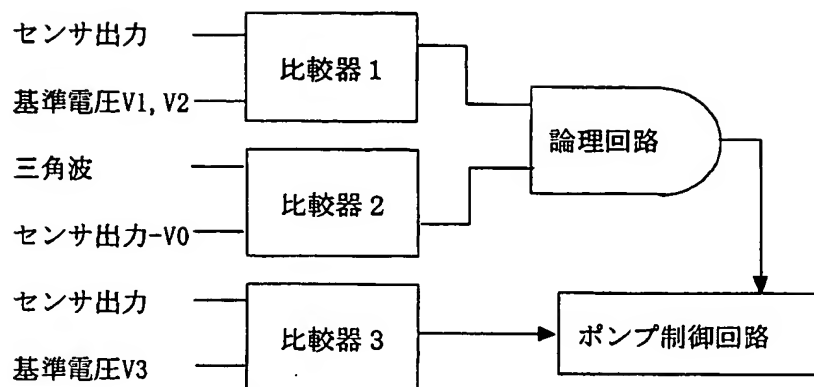 センサ出力
比較器1
基準電圧V1,V2
論理回路
三角波
比較器2
センサ出力-V0
センサ出力
比較器3
ポンプ制御回路
基準電圧V3